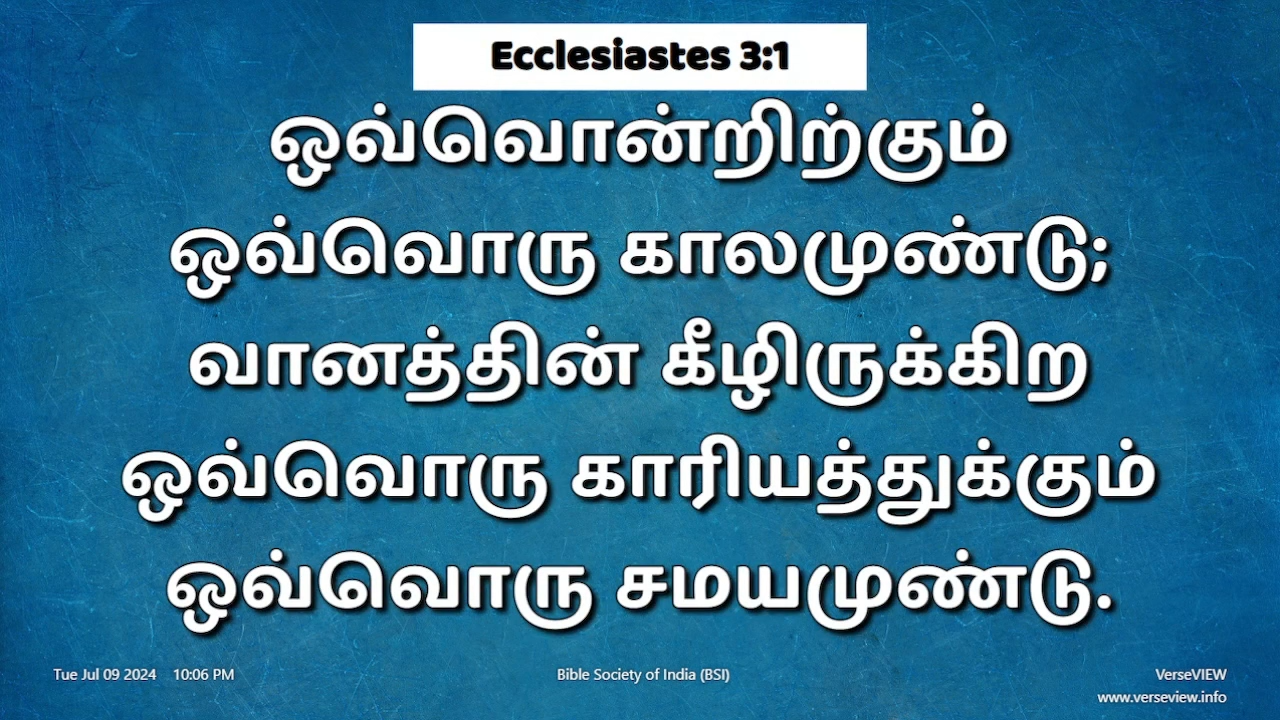 Ecclesiastes 3:1
ஒவ்வொன்றிற்கும்
ஒவ்வொரு காலமுண்டு;
வானத்தின் கீழிருக்கிற
ஒவ்வொரு காரியத்துக்கும்
ஒவ்வொரு சமயமுண்டு.
Tue Jul 09 2024 10:06 PM
Bible Society of India (BSI)
VerseVIEW
www.verseview.info